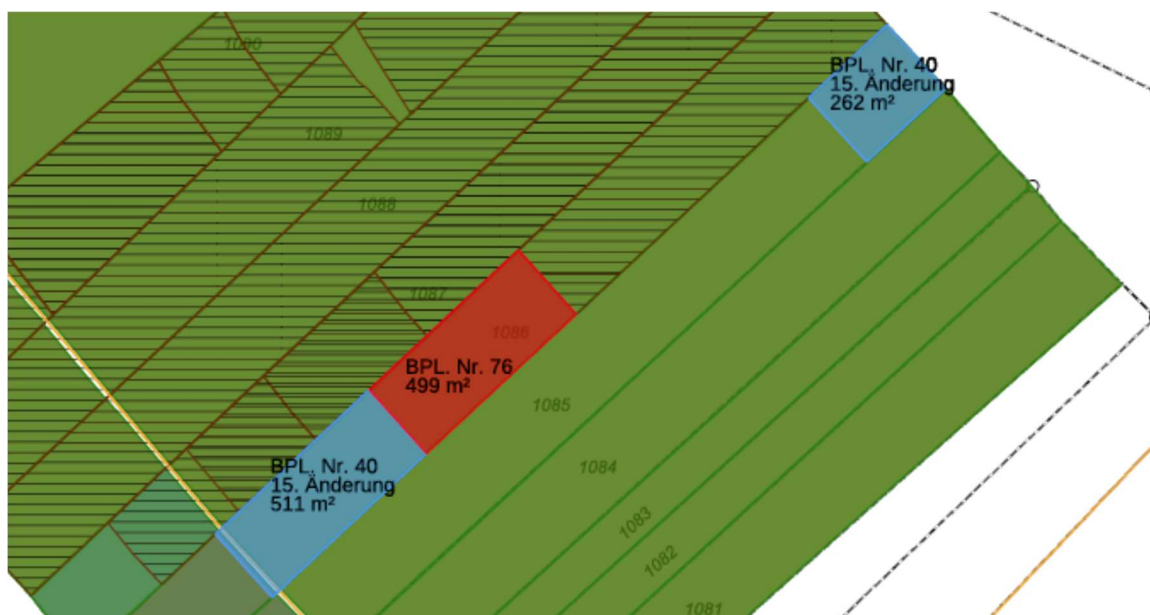 1090
BPL. Nr. 40
15. Änderung
262 m²
1089
1088
1087
1086
BPL. Nr. 76
499 m²
1085
BPL. Nr. 40
15. Änderung
511 m²
1084
1083
1082
1081